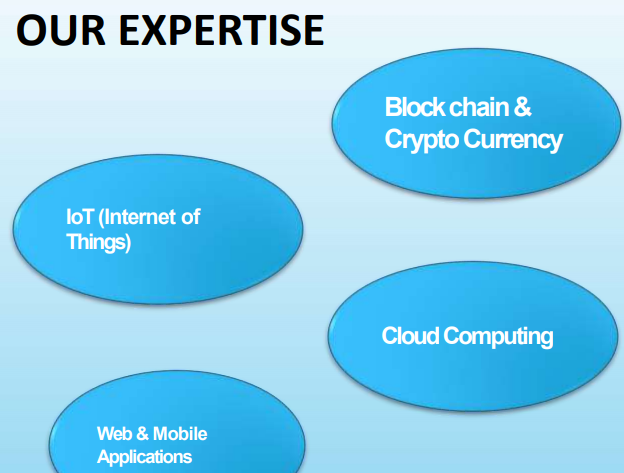 OUR EXPERTISE
Block chain &
Crypto Currency
IoT (Internet of
Things)
Cloud Computing
Web & Mobile
Applications